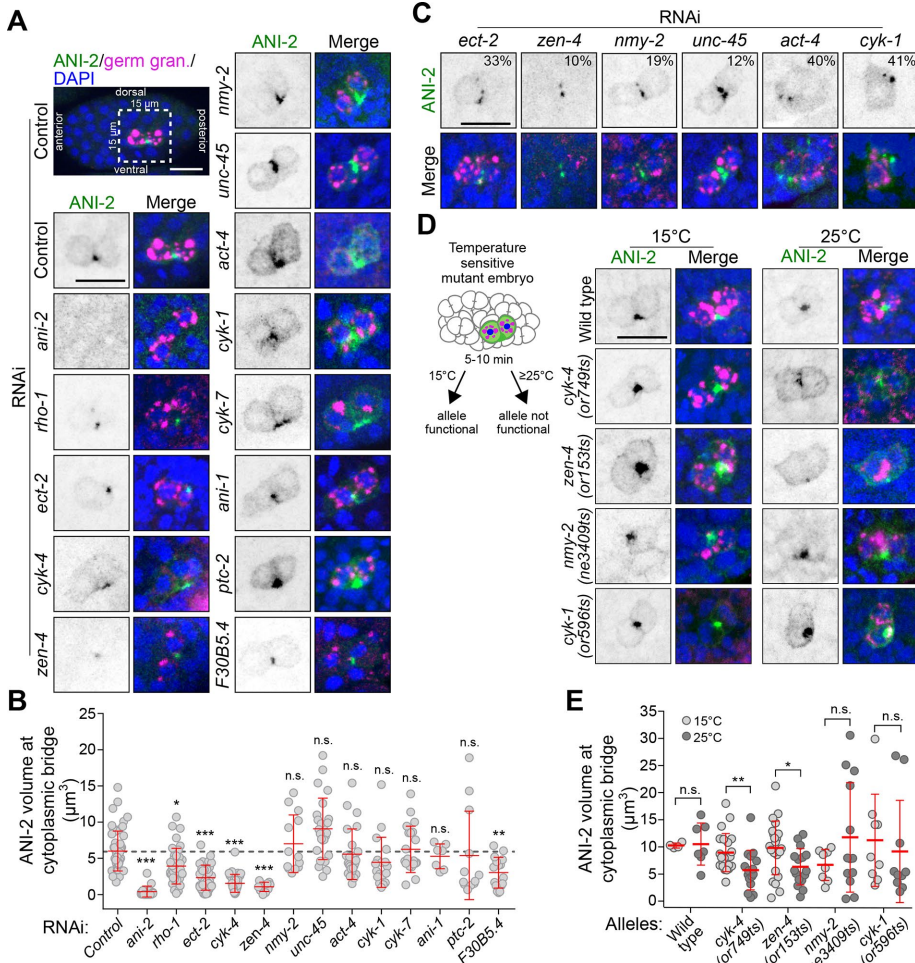 A
ANI-2/germ gran./
DAPI
Control
dorsal
15 µm
15 µm
anterior
posterior
ventral
ANI-2
Merge
Control
RNAi
ani-2
rho-1
ect-2
cyk-4
zen-4
ANI-2
Merge
nmy-2
unc-45
act-4
cyk-1
cyk-7
ani-1
ptc-2
F30B5.4
C
RNAi
ect-2 zen-4 nmy-2 unc-45 act-4 cyk-1
ANI-2
33% 10% 19% 12% 40% 41%
Merge
D
Temperature
sensitive
mutant embryo
5-10 min
15°C ≥25°C
allele
functional
allele not
functional
15°C 25°C
ANI-2 Merge ANI-2 Merge
Wild type
cyk-4
(or749ts)
zen-4
(or153ts)
nmy-2
(ne3409ts)
cyk-1
(or596ts)
B
ANI-2 volume at
cytoplasmic bridge
(µm3)
25
20
15
10
5
0
*** * *** *** *** n.s. n.s. n.s. n.s. n.s. n.s. n.s. **
RNAi:
Control ani-2 rho-1 ect-2 cyk-4 zen-4 nmy-2 unc-45 act-4 cyk-1 cyk-7 ani-1 ptc-2 F30B5.4
E
ANI-2 volume at
cytoplasmic bridge
(µm3)
35
30
25
20
15
10
5
0
15°C
25°C
n.s. ** * n.s. n.s.
Alleles:
Wild
type
cyk-4
(or749ts)
zen-4
(or153ts)
nmy-2
e3409ts)
cyk-1
(or596ts)